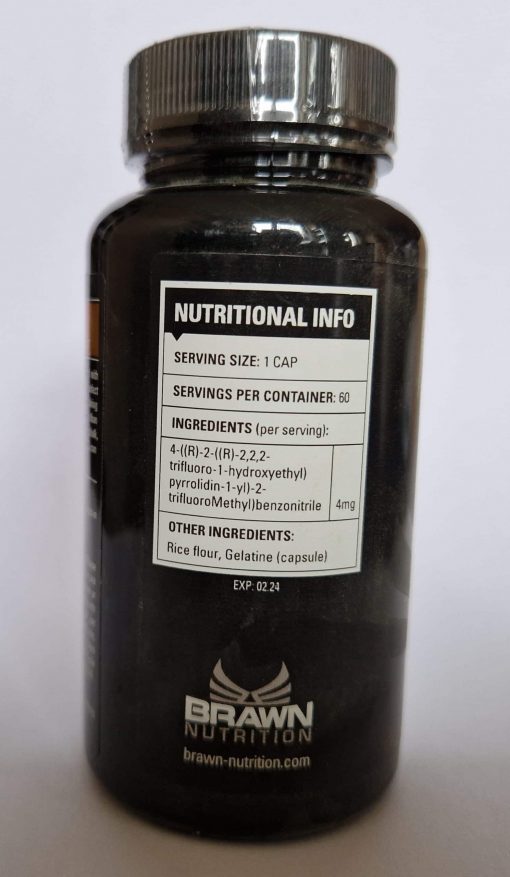 NUTRITIONAL INFO
SERVING SIZE: 1 CAP
SERVINGS PER CONTAINER: 60
INGREDIENTS (per serving):
4-((R)-2-((R)-2,2,2-
trifluoro-1-hydroxyethyl)
pyrrolidin-1-yl)-2-
trifluoroMethyl)benzonitrile 4mg
OTHER INGREDIENTS:
Rice flour, Gelatine (capsule)
EXP: 02.24
BRAWN
NUTRITION
brawn-nutrition.com